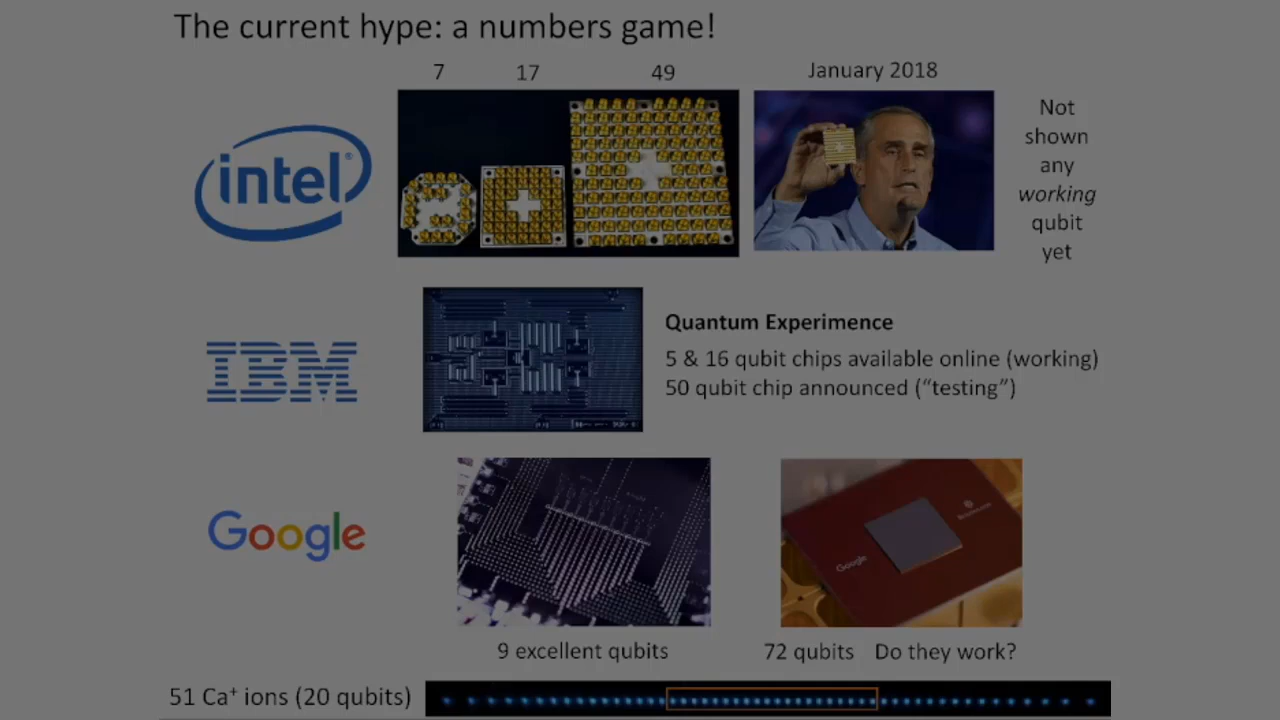 The current hype: a numbers game!
7 17 49 January 2018
intel®
Not
shown
any
working
qubit
yet
IBM
Quantum Experimence
5 & 16 qubit chips available online (working)
50 qubit chip announced (“testing”)
Google
Google
9 excellent qubits
72 qubits Do they work?
51 Ca⁺ ions (20 qubits)